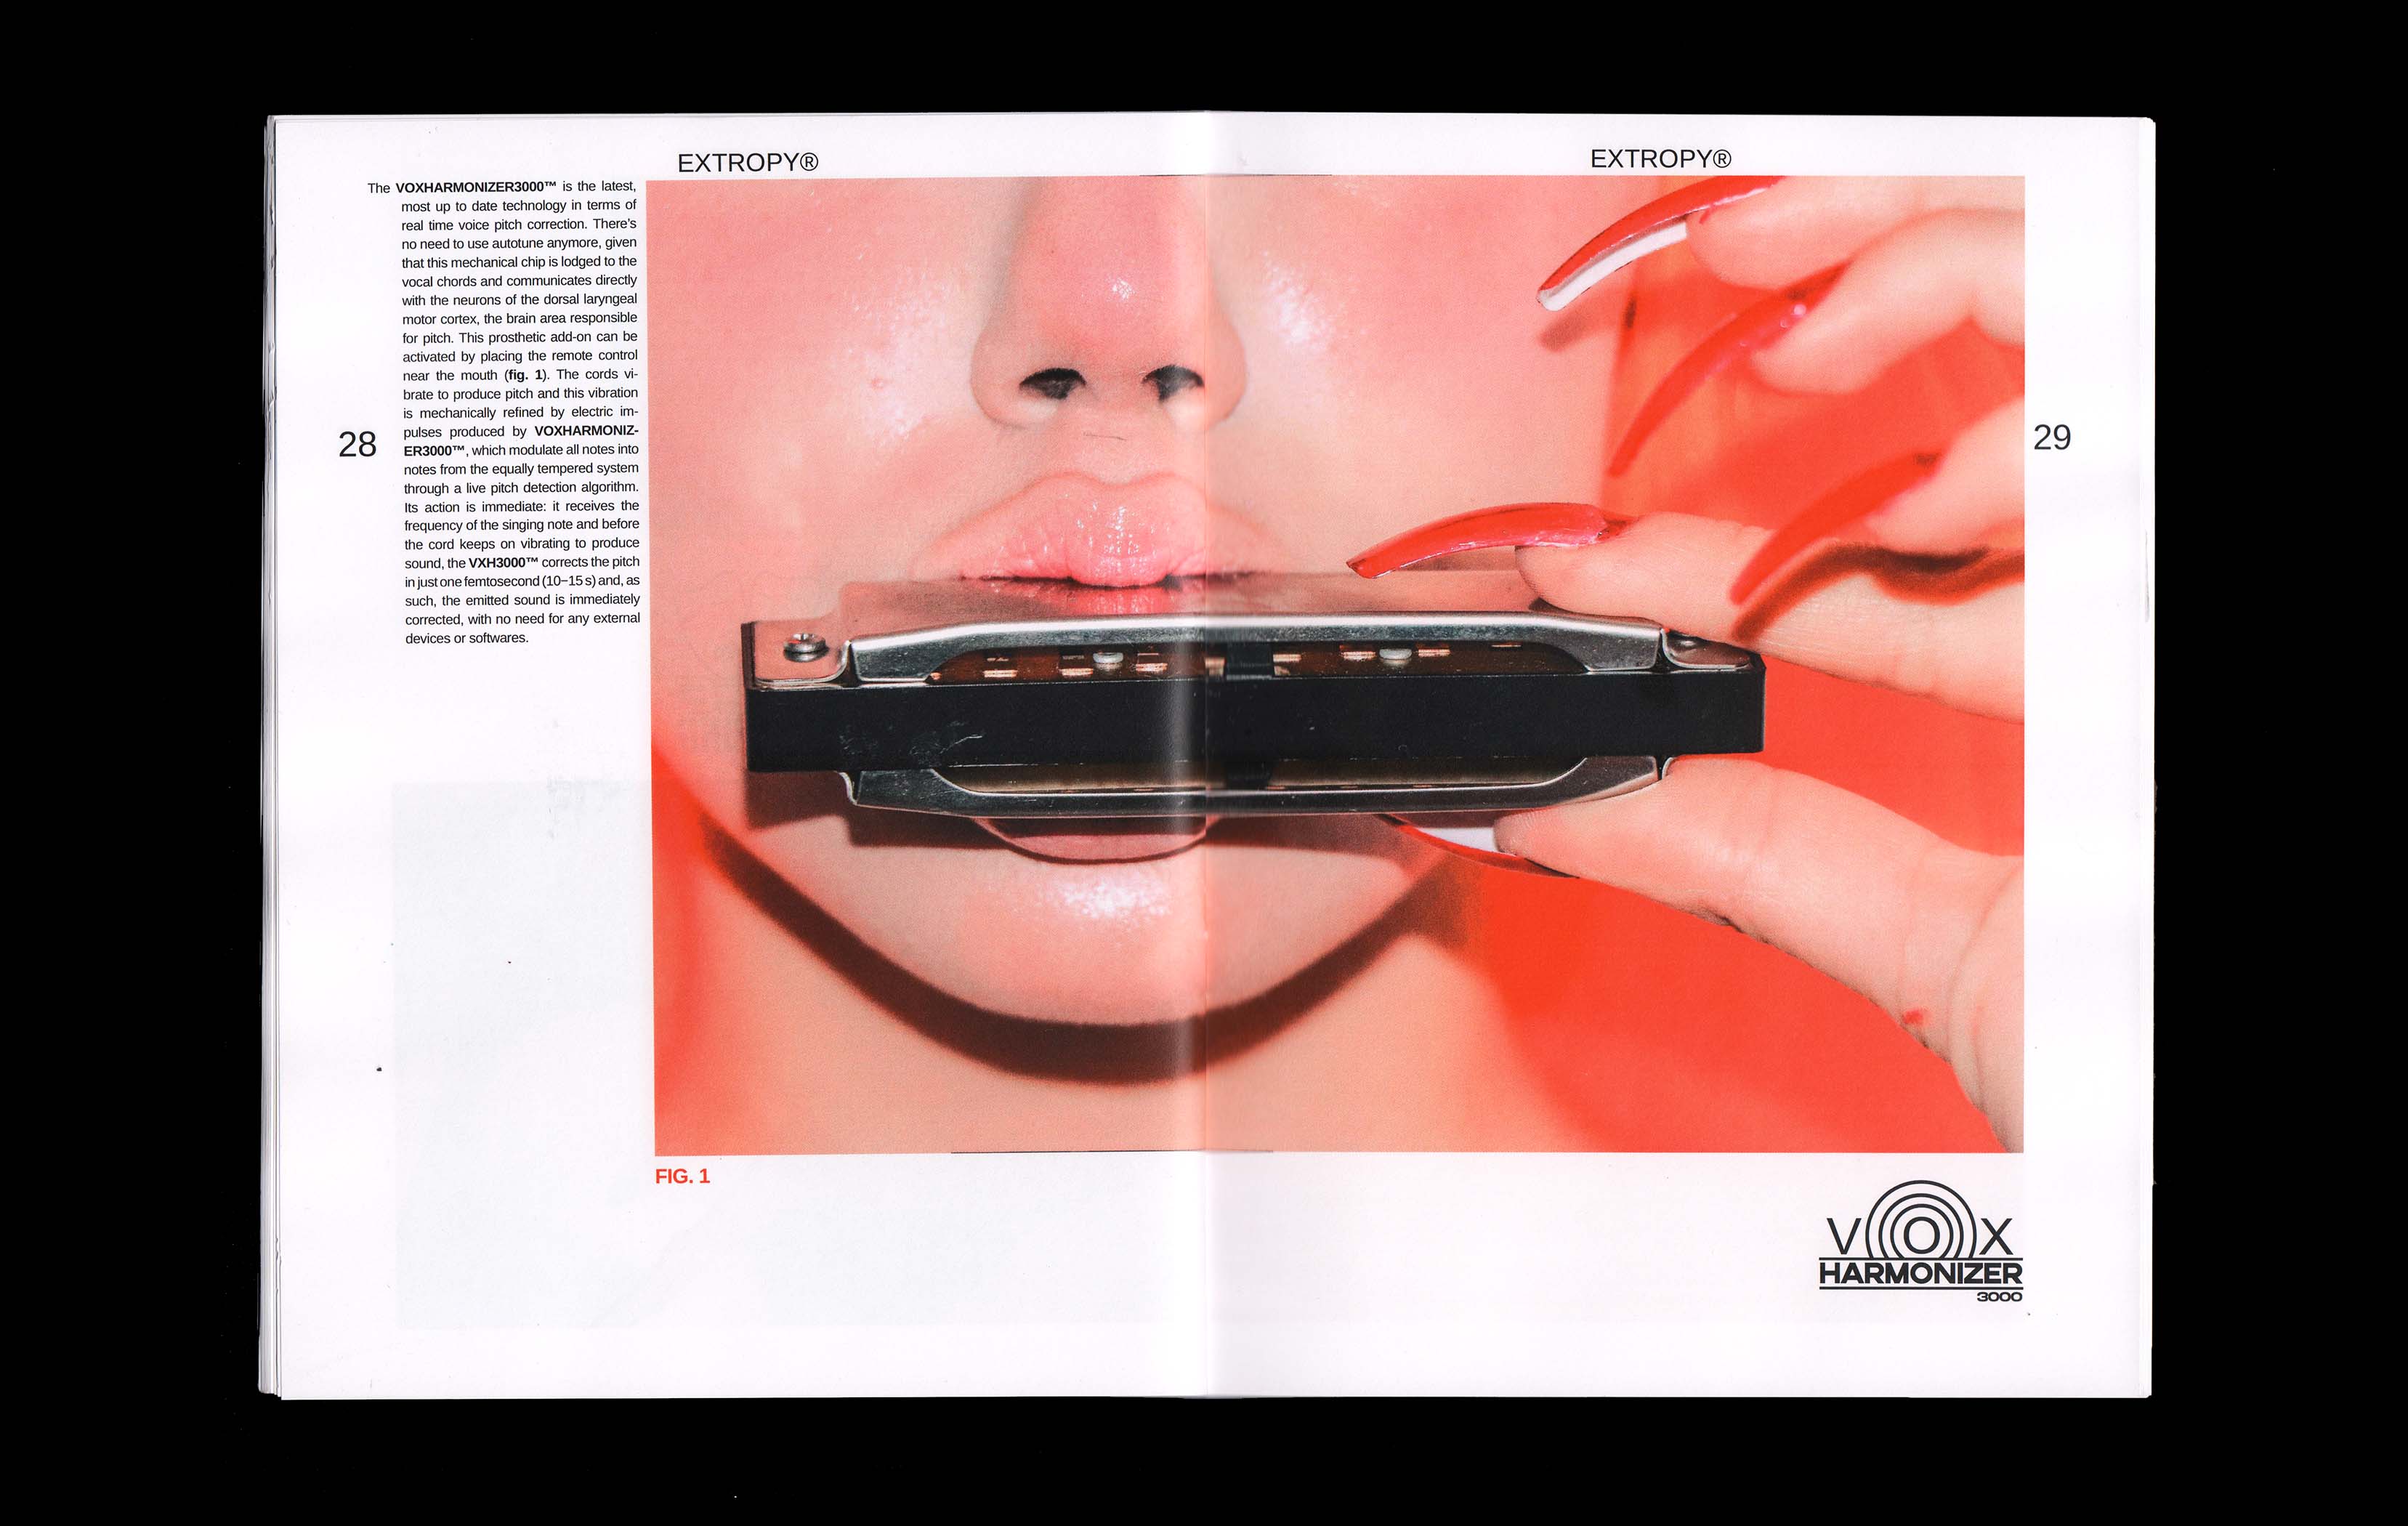 EXTROPY®
EXTROPY®
The VOXHARMONIZER3000™ is the latest,
most up to date technology in terms of
real time voice pitch correction. There's
no need to use autotune anymore, given
that this mechanical chip is lodged to the
vocal chords and communicates directly
with the neurons of the dorsal laryngeal
motor cortex, the brain area responsible
for pitch. This prosthetic add-on can be
activated by placing the remote control
near the mouth (fig. 1). The cords vi-
brate to produce pitch and this vibration
is mechanically refined by electric im-
pulses produced by VOXHARMONIZ-
ER3000™, which modulate all notes into
notes from the equally tempered system
through a live pitch detection algorithm.
Its action is immediate: it receives the
frequency of the singing note and before
the cord keeps on vibrating to produce
sound, the VXH3000™ corrects the pitch
in just one femtosecond (10−15 s) and, as
such, the emitted sound is immediately
corrected, with no need for any external
devices or softwares.
28
29
FIG. 1
VOX
HARMONIZER
3000